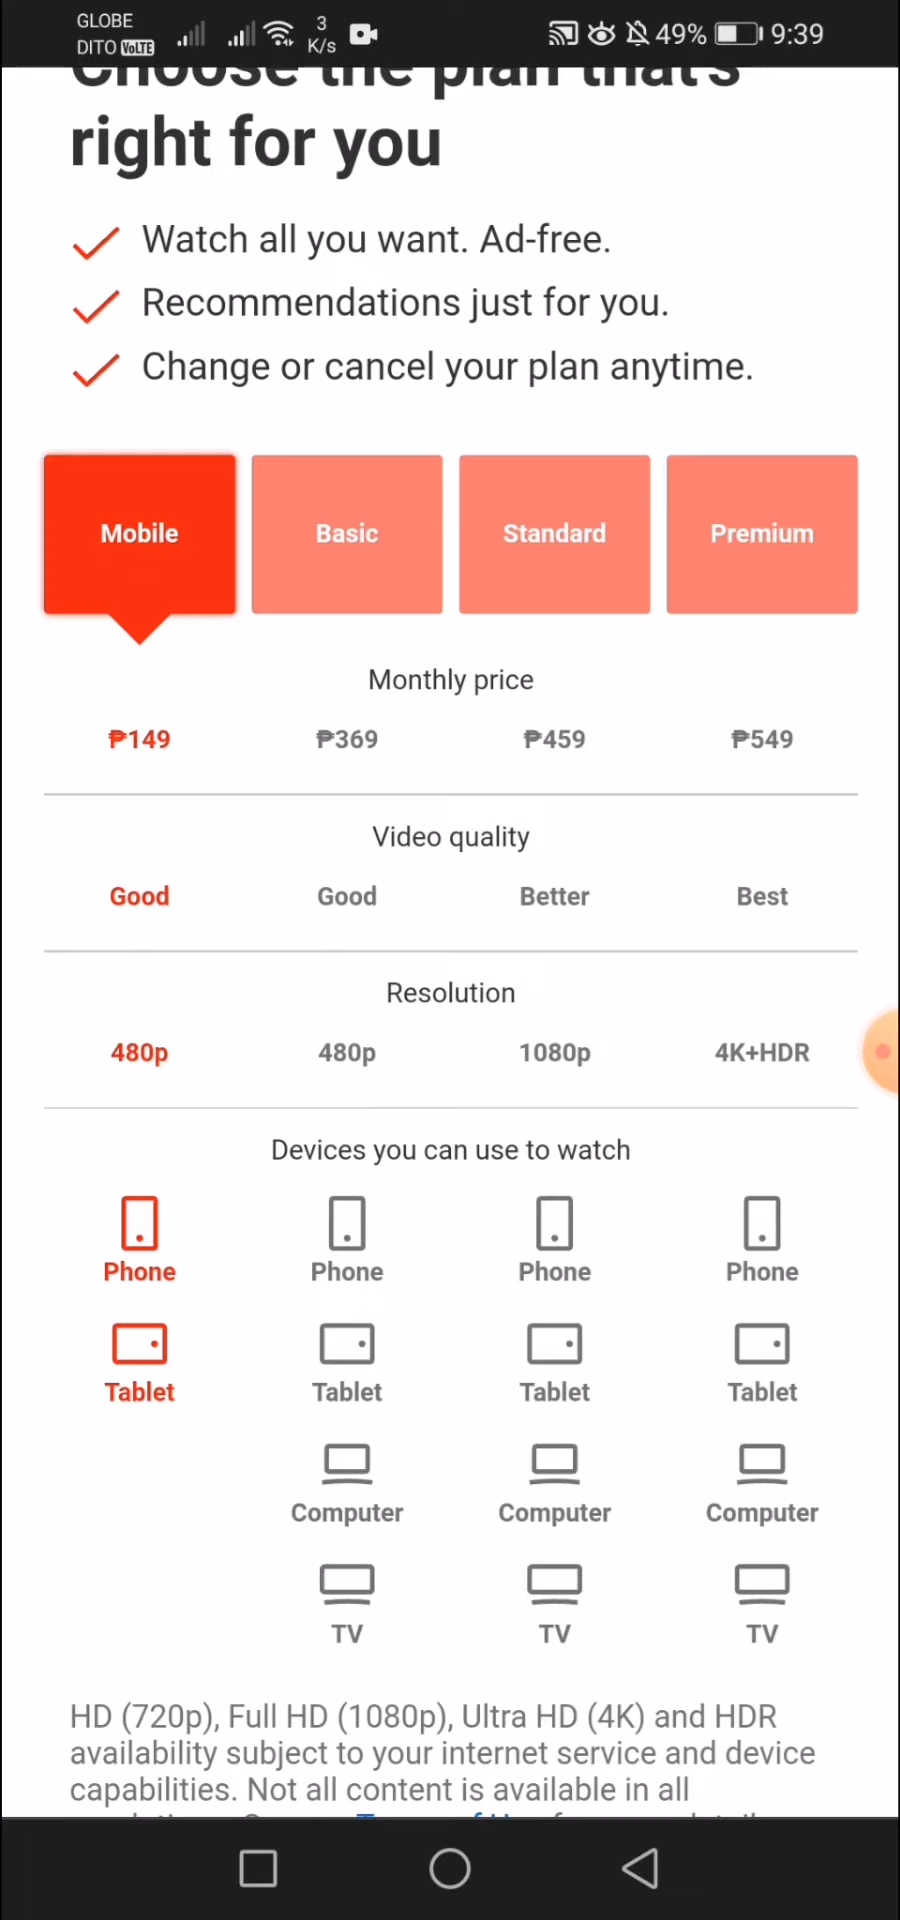 GLOBE
DITO VoLTE 3 K/s 49% 9:39
Choose the plan that's
right for you
Watch all you want. Ad-free.
Recommendations just for you.
Change or cancel your plan anytime.
Mobile Basic Standard Premium
Monthly price
₱149 ₱369 ₱459 ₱549
Video quality
Good Good Better Best
Resolution
480p 480p 1080p 4K+HDR
Devices you can use to watch
Phone Phone Phone Phone
Tablet Tablet Tablet Tablet
Computer Computer Computer
TV TV TV
HD (720p), Full HD (1080p), Ultra HD (4K) and HDR
availability subject to your internet service and device
capabilities. Not all content is available in all